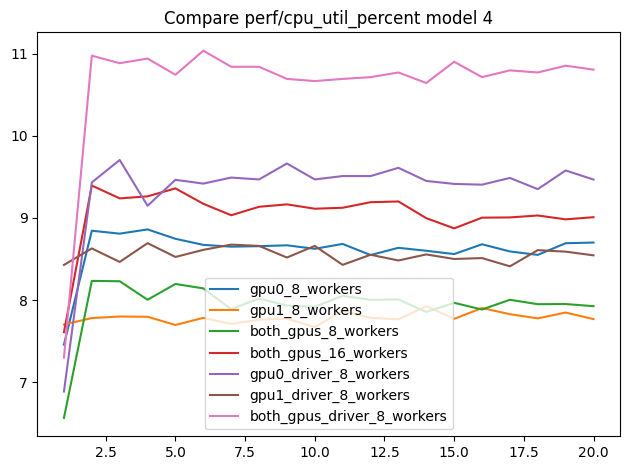 Compare perf/cpu_util_percent model 4
11
10
9
8
7
gpu0_8_workers
gpu1_8_workers
both_gpus_8_workers
both_gpus_16_workers
gpu0_driver_8_workers
gpu1_driver_8_workers
both_gpus_driver_8_workers
2.5 5.0 7.5 10.0 12.5 15.0 17.5 20.0